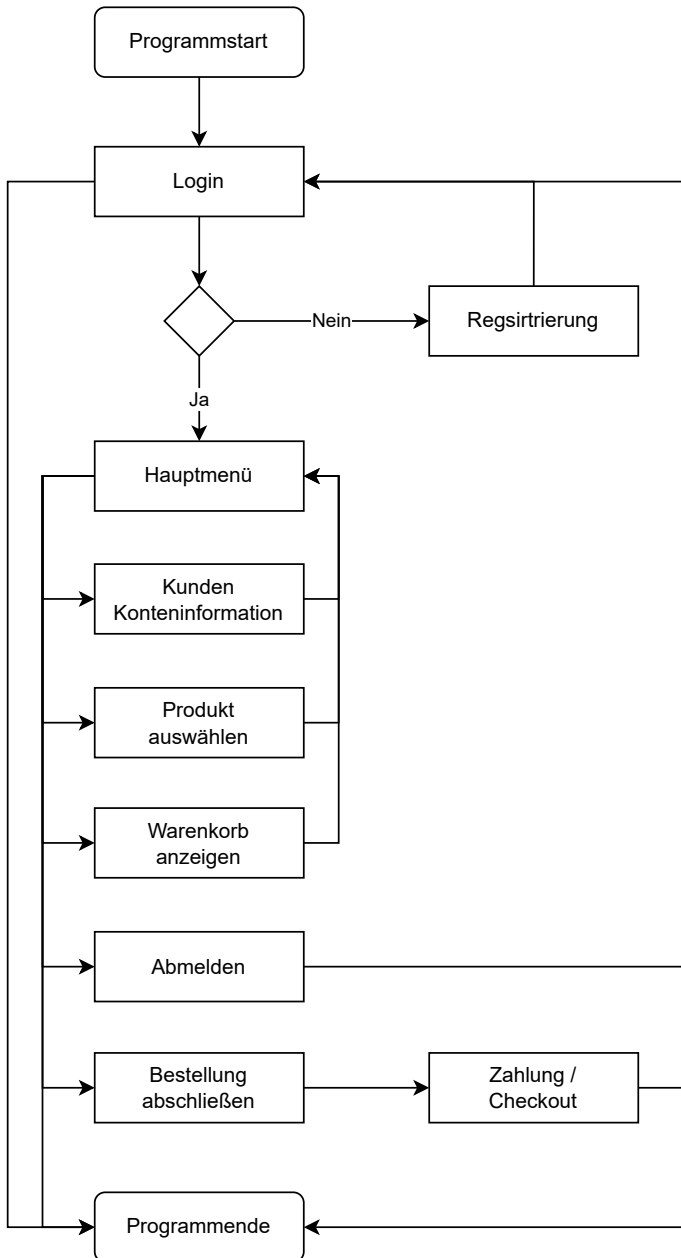 Programmstart
Login
Nein
Regsirtrierung
Ja
Hauptmenü
Kunden
Konteninformation
Produkt
auswählen
Warenkorb
anzeigen
Abmelden
Bestellung
abschließen
Zahlung /
Checkout
Programmende